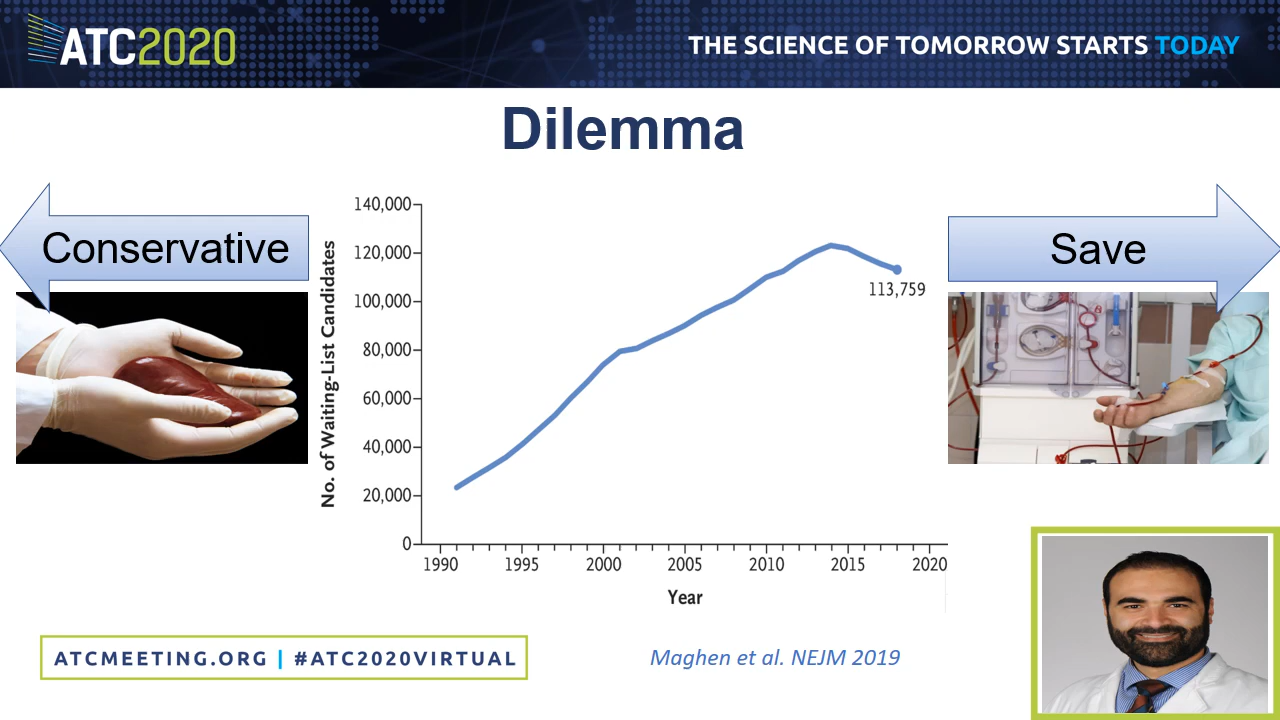 ATC2020
THE SCIENCE OF TOMORROW STARTS TODAY
Dilemma
Conservative
Save
No. of Waiting-List Candidates
140,000
120,000
100,000
80,000
60,000
40,000
20,000
0
113,759
1990 1995 2000 2005 2010 2015 2020
Year
ATCMEETING.ORG | #ATC2020VIRTUAL
Maghen et al. NEJM 2019